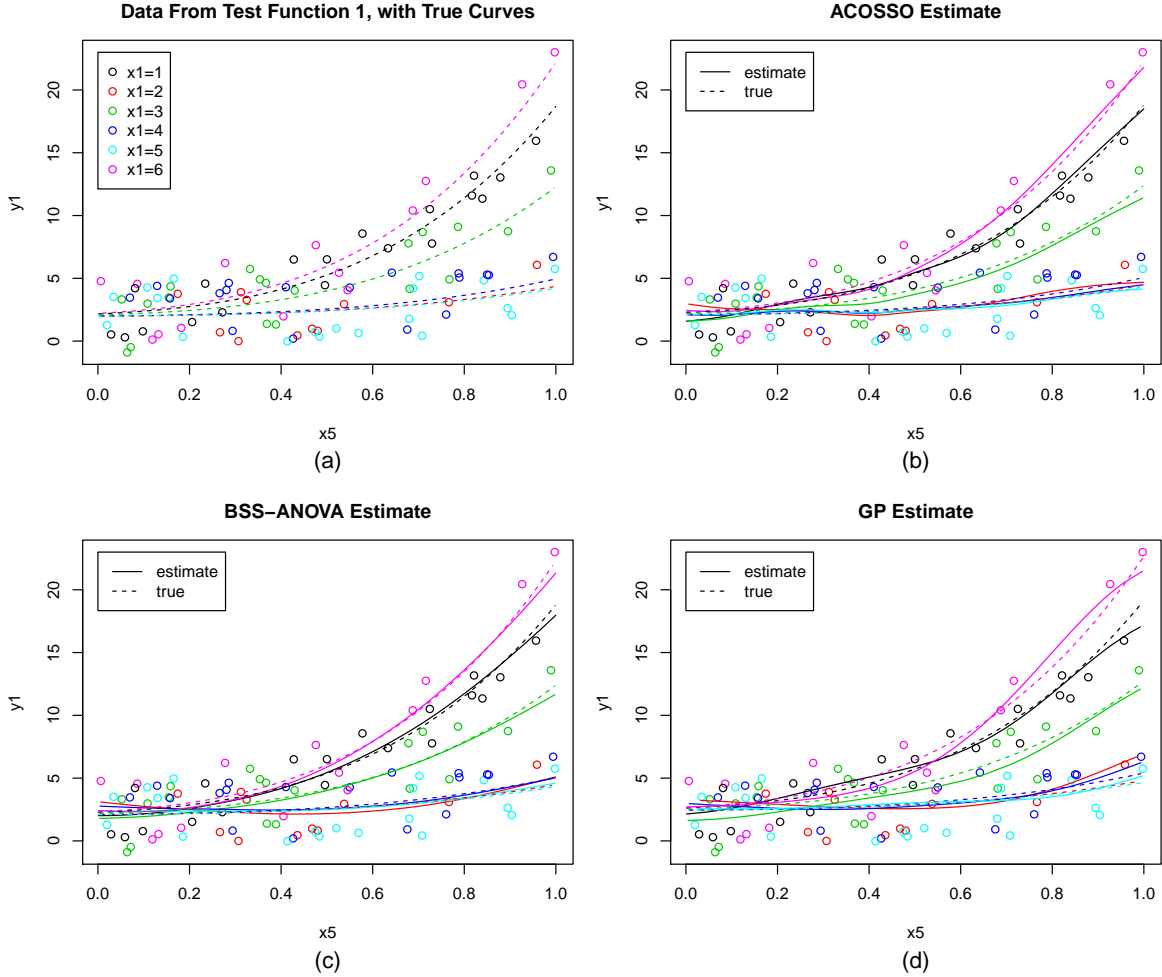 Data From Test Function 1, with True Curves
y1
20
15
10
5
0
x1=1
x1=2
x1=3
x1=4
x1=5
x1=6
0.0 0.2 0.4 0.6 0.8 1.0
x5
(a)
ACOSSO Estimate
y1
20
15
10
5
0
estimate
true
0.0 0.2 0.4 0.6 0.8 1.0
x5
(b)
BSS−ANOVA Estimate
y1
20
15
10
5
0
estimate
true
0.0 0.2 0.4 0.6 0.8 1.0
x5
(c)
GP Estimate
y1
20
15
10
5
0
estimate
true
0.0 0.2 0.4 0.6 0.8 1.0
x5
(d)